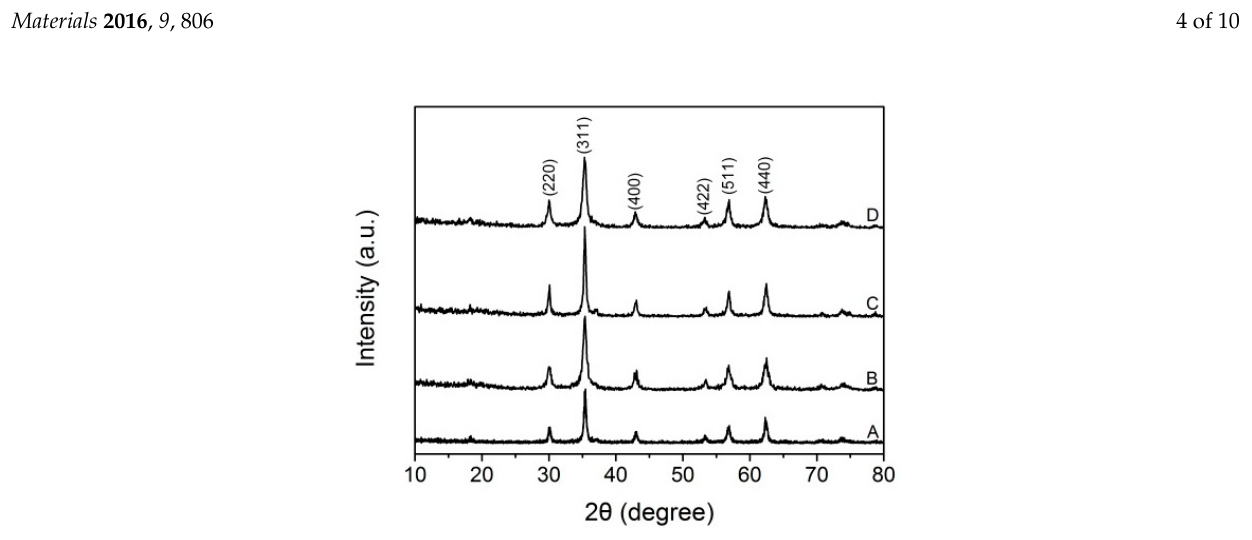 Materials 2016, 9, 806 4 of 10
(311)
(220) (400) (422) (511) (440)
D
C
B
A
Intensity (a.u.)
10 20 30 40 50 60 70 80
2θ (degree)